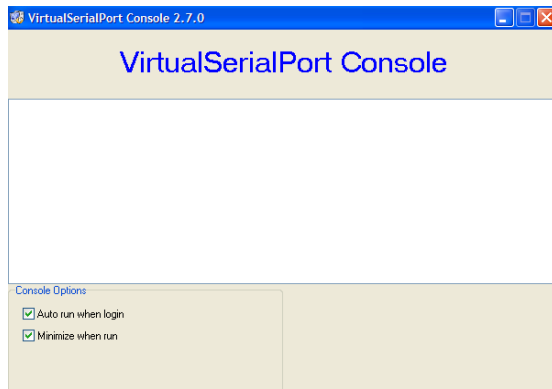 VirtualSerialPort Console 2.7.0
VirtualSerialPort Console
Console Options
Auto run when login
Minimize when run